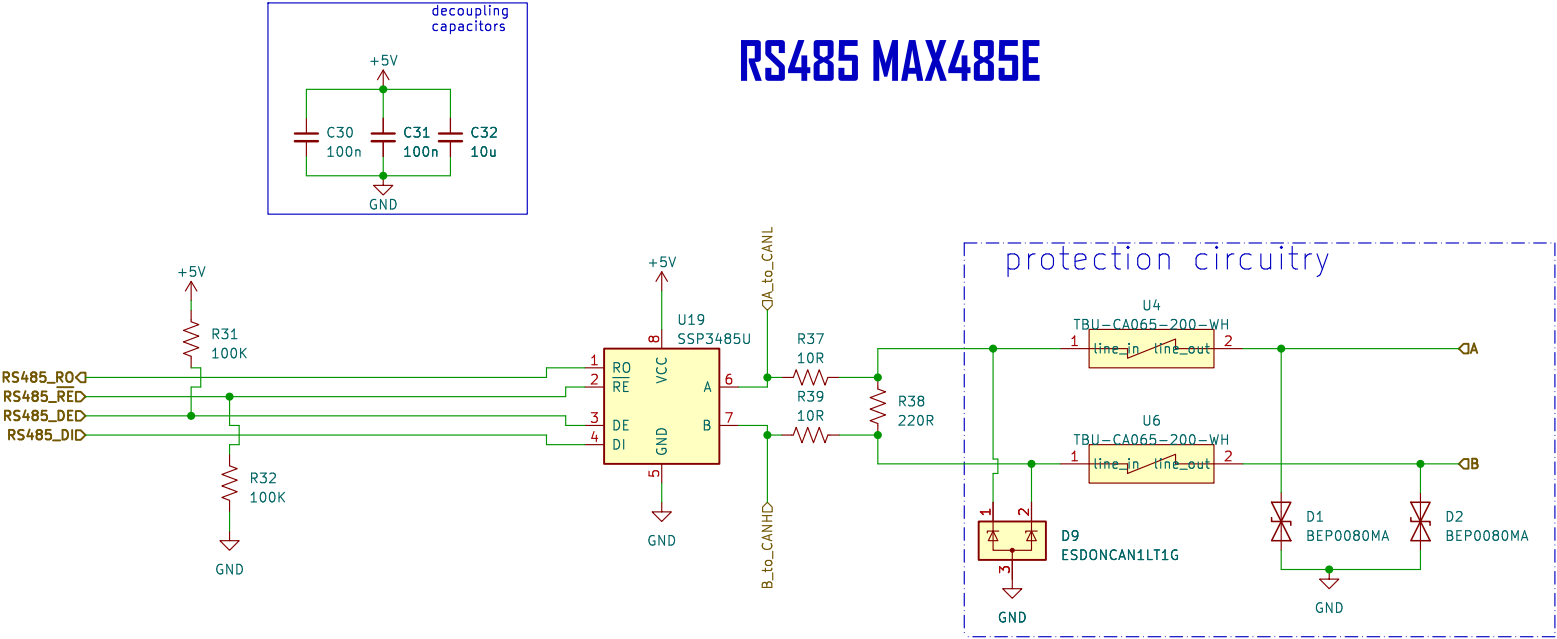 decoupling
capacitors
RS485 MAX485E
+5V
C30
100n
C31
100n
C32
10u
GND
A_to_CANL
protection circuitry
+5V
+5V
R31
100K
U19
SSP3485U
8
VCC
1
RO
2
RE
3
DE
4
DI
A
6
B
7
GND
5
GND
RS485_RO
RS485_RE
RS485_DE
RS485_DI
R32
100K
GND
R37
10R
R39
10R
R38
220R
B_to_CANH
U4
TBU-CA065-200-WH
1
line_in
line_out
2
A
U6
TBU-CA065-200-WH
1
line_in
line_out
2
B
1
2
3
D9
ESDONCAN1LT1G
GND
D1
BEP0080MA
D2
BEP0080MA
GND